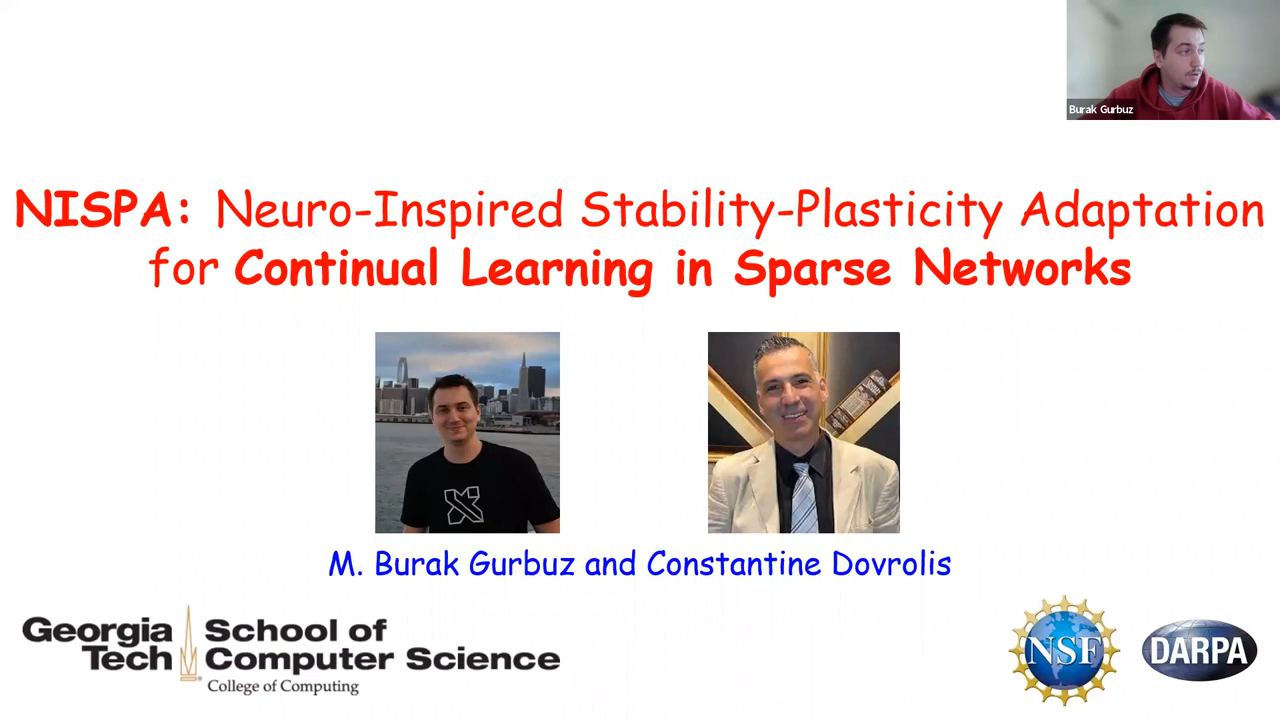 Burak Gurbuz
NISPA: Neuro-Inspired Stability-Plasticity Adaptation
for Continual Learning in Sparse Networks
M. Burak Gurbuz and Constantine Dovrolis
Georgia Tech
School of Computer Science
College of Computing
NSF
DARPA